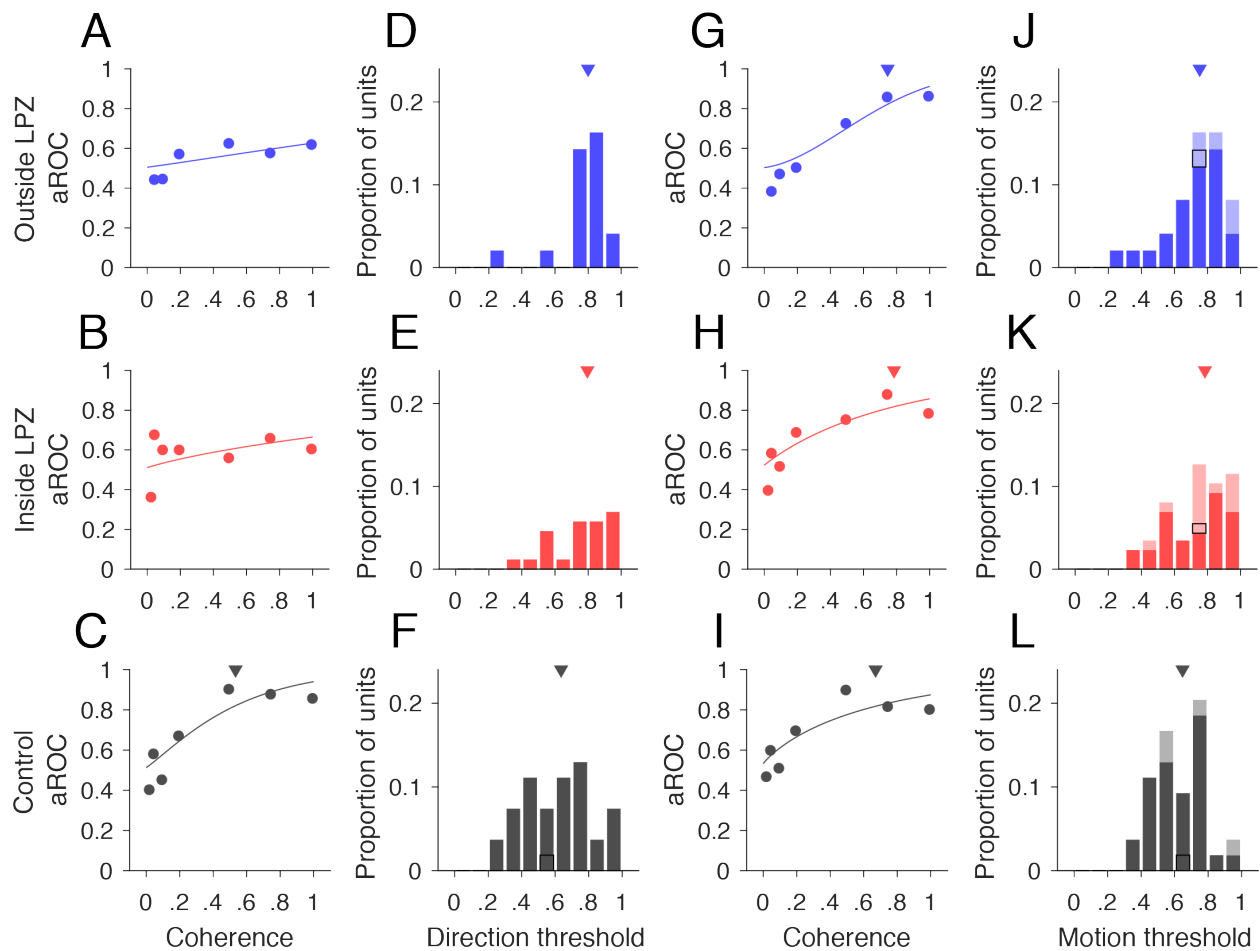 A
D
G
J
Outside LPZ
aROC
1
0.8
0.6
0.4
0.2
0
0 .2 .4 .6 .8 1
Proportion of units
0.2
0.1
0
0 .2 .4 .6 .8 1
aROC
1
0.8
0.6
0.4
0.2
0
0 .2 .4 .6 .8 1
Proportion of units
0.2
0.1
0
0 .2 .4 .6 .8 1
B
E
H
K
Inside LPZ
aROC
1
0.8
0.6
0.4
0.2
0
0 .2 .4 .6 .8 1
Proportion of units
0.2
0.1
0
0 .2 .4 .6 .8 1
aROC
1
0.8
0.6
0.4
0.2
0
0 .2 .4 .6 .8 1
Proportion of units
0.2
0.1
0
0 .2 .4 .6 .8 1
C
F
I
L
Control
aROC
1
0.8
0.6
0.4
0.2
0
0 .2 .4 .6 .8 1
Coherence
Proportion of units
0.2
0.1
0
0 .2 .4 .6 .8 1
Direction threshold
aROC
1
0.8
0.6
0.4
0.2
0
0 .2 .4 .6 .8 1
Coherence
Proportion of units
0.2
0.1
0
0 .2 .4 .6 .8 1
Motion threshold